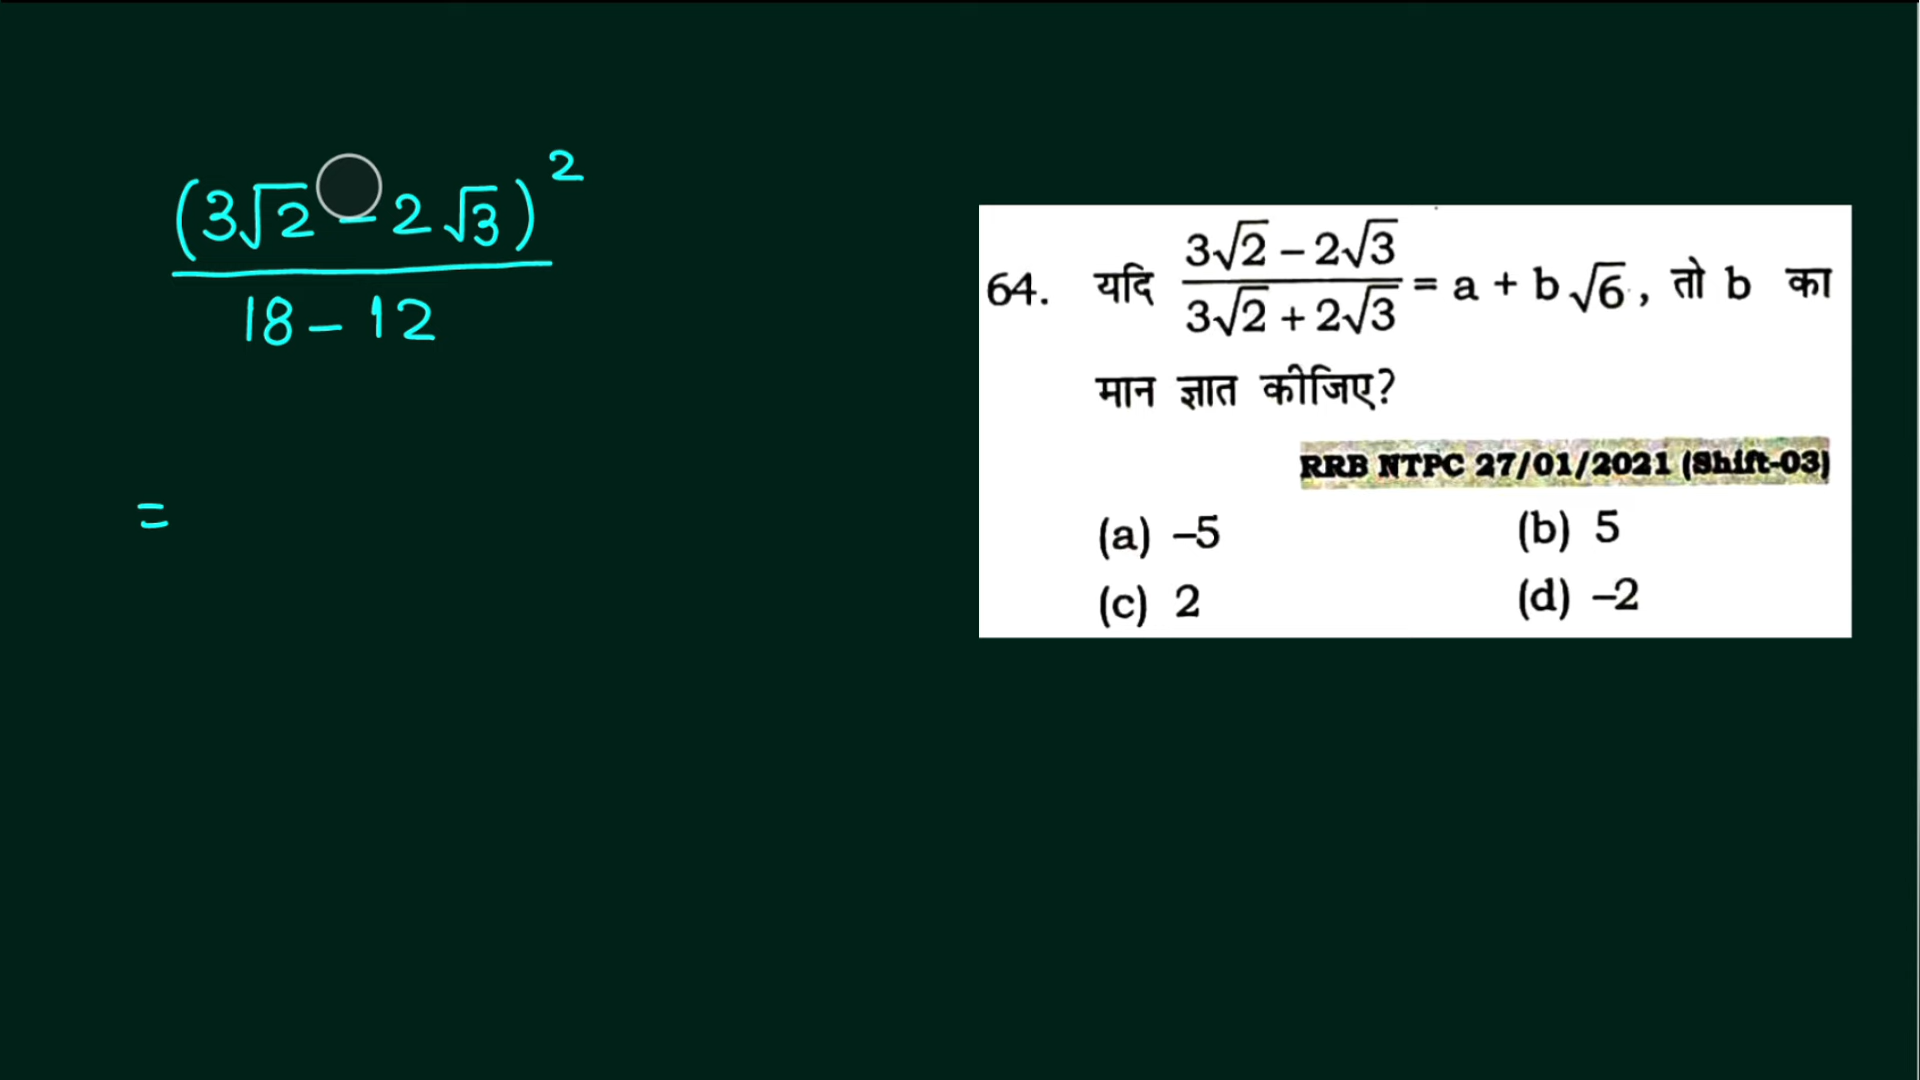 (3√2 - 2√3)²
18 - 12
=
64. यदि (3√2 - 2√3)/(3√2 + 2√3) = a + b√6, तो b का
मान ज्ञात कीजिए?
RRB NTPC 27/01/2021 (Shift-03)
(a) -5 (b) 5
(c) 2 (d) -2